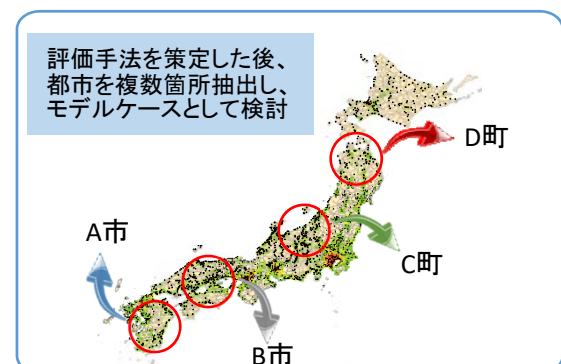 評価手法を策定した後、
都市を複数箇所抽出し、
モデルケースとして検討
D町
A市
C町
B市